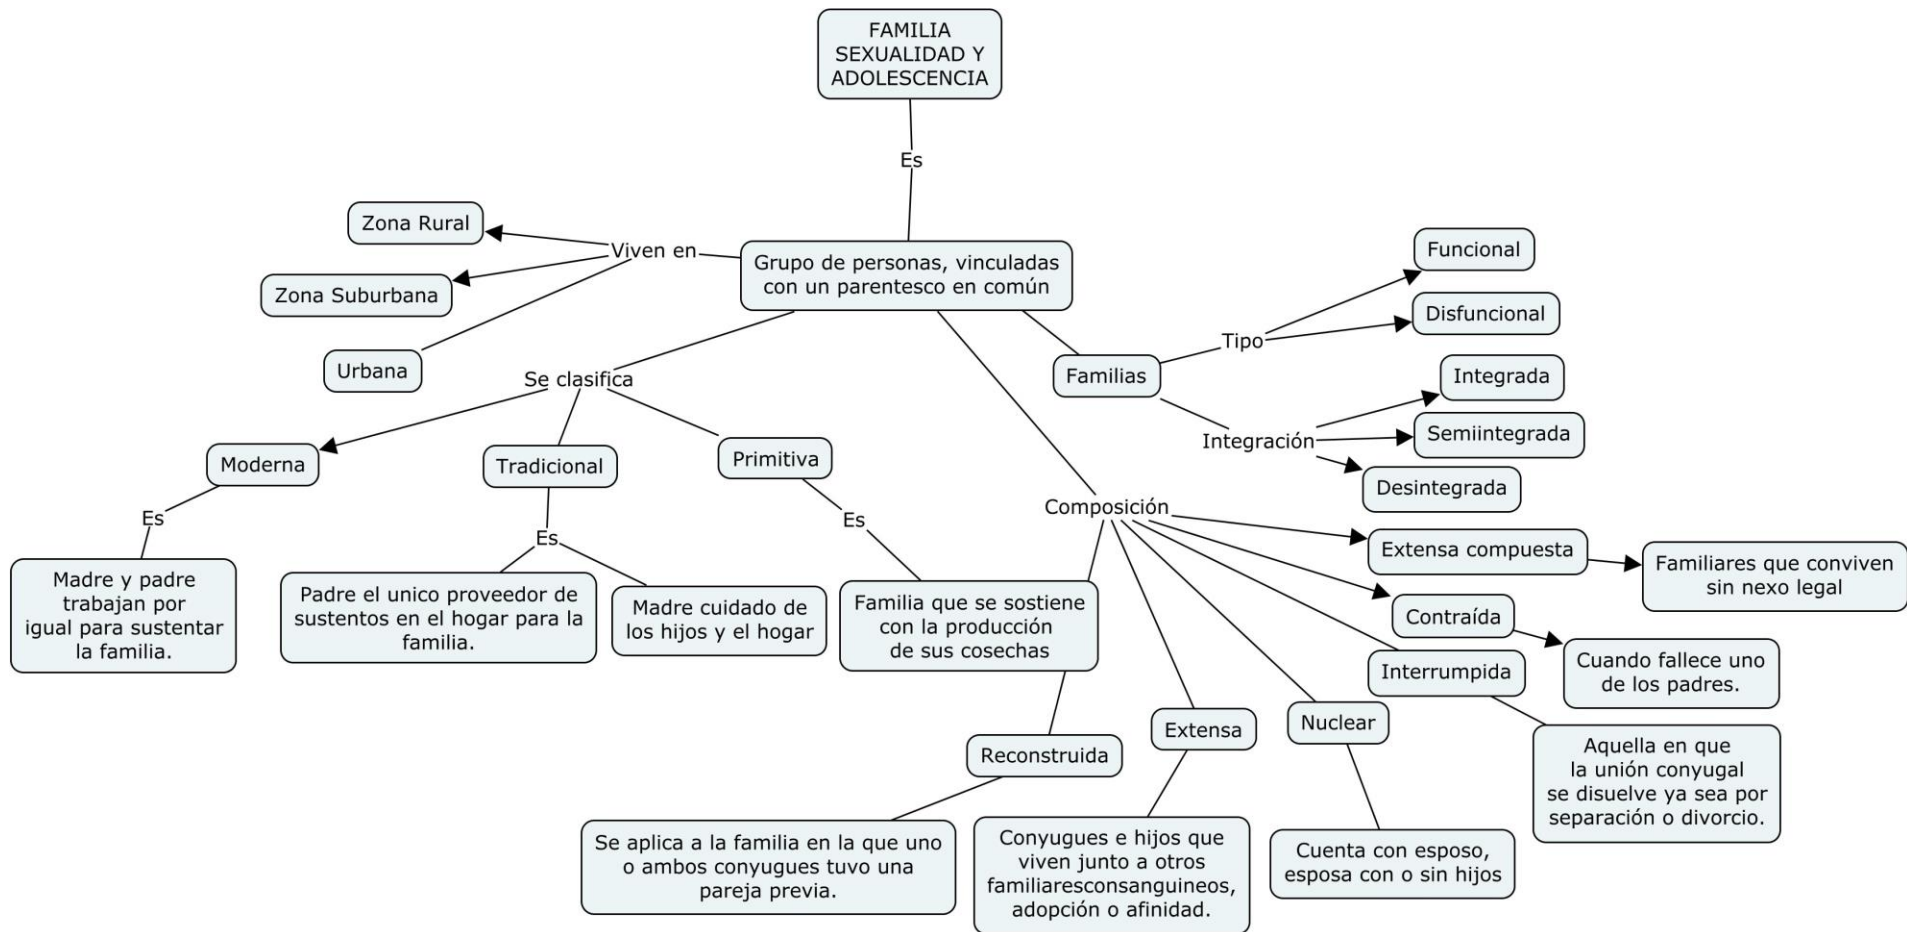 FAMILIA
SEXUALIDAD Y
ADOLESCENCIA
Es
Grupo de personas, vinculadas
con un parentesco en común
Viven en
Zona Rural
Zona Suburbana
Urbana
Se clasifica
Moderna
Es
Madre y padre
trabajan por
igual para sustentar
la familia.
Tradicional
Es
Padre el unico proveedor de
sustentos en el hogar para la
familia.
Madre cuidado de
los hijos y el hogar
Primitiva
Es
Familia que se sostiene
con la producción
de sus cosechas
Familias
Tipo
Funcional
Disfuncional
Integración
Integrada
Semiintegrada
Desintegrada
Composición
Extensa compuesta
Familiares que conviven
sin nexo legal
Contraída
Cuando fallece uno
de los padres.
Interrumpida
Aquella en que
la unión conyugal
se disuelve ya sea por
separación o divorcio.
Nuclear
Cuenta con esposo,
esposa con o sin hijos
Extensa
Conyugues e hijos que
viven junto a otros
familiaresconsanguineos,
adopción o afinidad.
Reconstruida
Se aplica a la familia en la que uno
o ambos conyugues tuvo una
pareja previa.